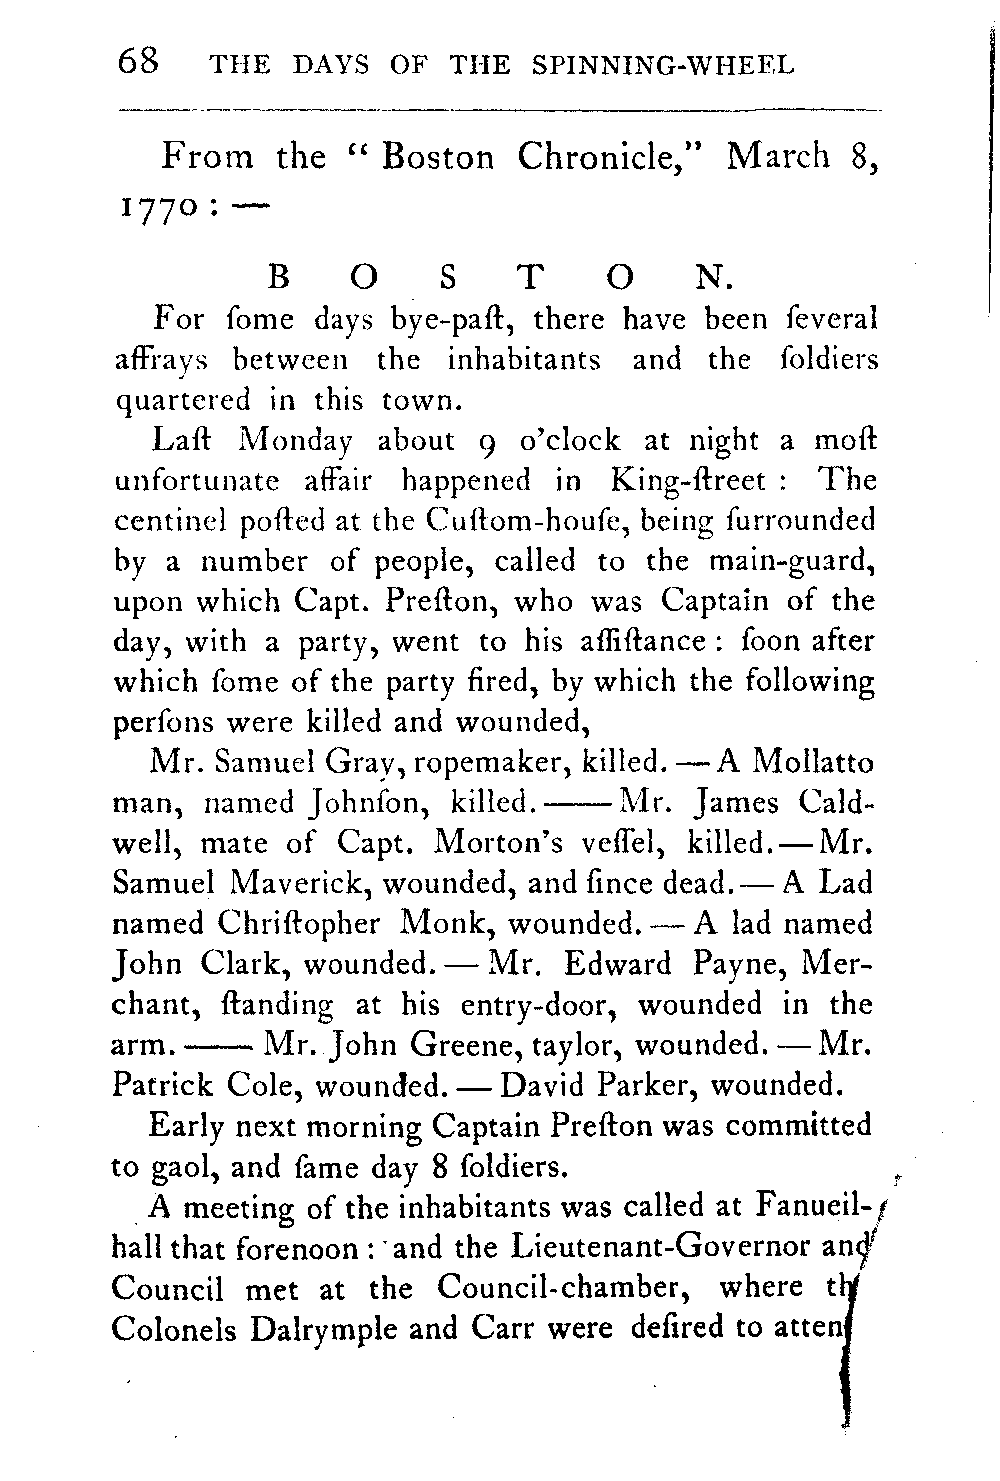 68 THE DAYS OF THE SPINNING-WHEEL
From the “ Boston Chronicle,” March 8,
1770 : —
B O S T O N.
For ſome days bye-paſt, there have been ſeveral
affrays between the inhabitants and the ſoldiers
quartered in this town.
Laſt Monday about 9 o’clock at night a moſt
unfortunate affair happened in King-ſtreet : The
centinel poſted at the Cuſtom-houſe, being ſurrounded
by a number of people, called to the main-guard,
upon which Capt. Preſton, who was Captain of the
day, with a party, went to his aſſiſtance : ſoon after
which ſome of the party fired, by which the following
perſons were killed and wounded,
Mr. Samuel Gray, ropemaker, killed. — A Mollatto
man, named Johnſon, killed. —— Mr. James Cald-
well, mate of Capt. Morton’s veſſel, killed. — Mr.
Samuel Maverick, wounded, and ſince dead. — A Lad
named Chriſtopher Monk, wounded. — A lad named
John Clark, wounded. — Mr. Edward Payne, Mer-
chant, ſtanding at his entry-door, wounded in the
arm. —— Mr. John Greene, taylor, wounded. — Mr.
Patrick Cole, wounded. — David Parker, wounded.
Early next morning Captain Preſton was committed
to gaol, and ſame day 8 ſoldiers.
A meeting of the inhabitants was called at Fanueil-
hall that forenoon : and the Lieutenant-Governor and
Council met at the Council-chamber, where
Colonels Dalrymple and Carr were deſired to